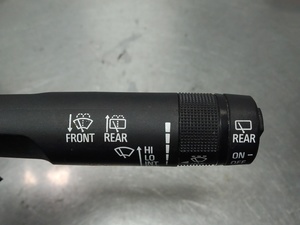 FRONT REAR
HI
LO
INT
REAR
ON -
OFF